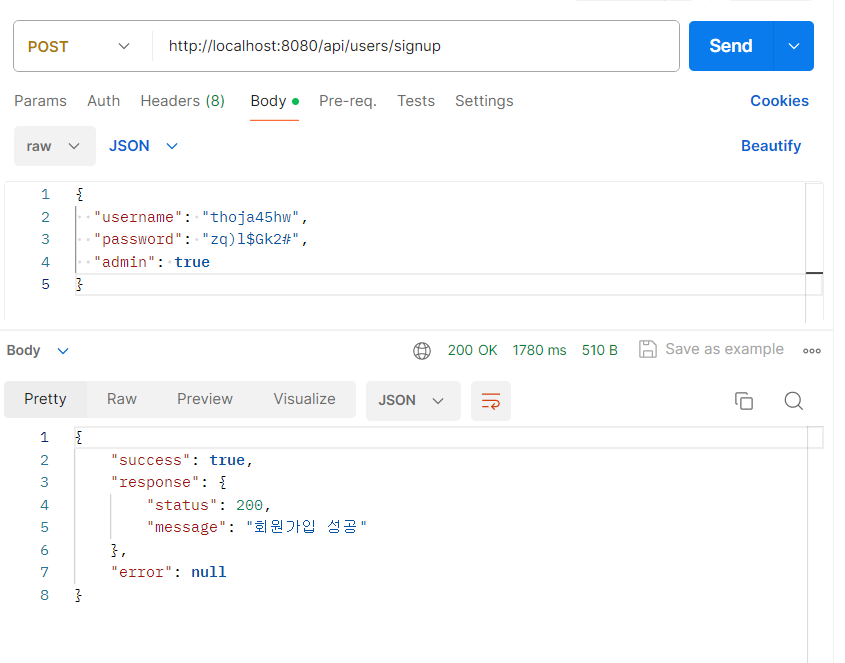 POST http://localhost:8080/api/users/signup Send
Params Auth Headers (8) Body Pre-req. Tests Settings Cookies
raw JSON Beautify
1 {
2 "username": "thoja45hw",
3 "password": "zq)l$Gk2#",
4 "admin": true
5 }
Body 200 OK 1780 ms 510 B Save as example
Pretty Raw Preview Visualize JSON
1 {
2 "success": true,
3 "response": {
4 "status": 200,
5 "message": "회원가입 성공"
6 },
7 "error": null
8 }